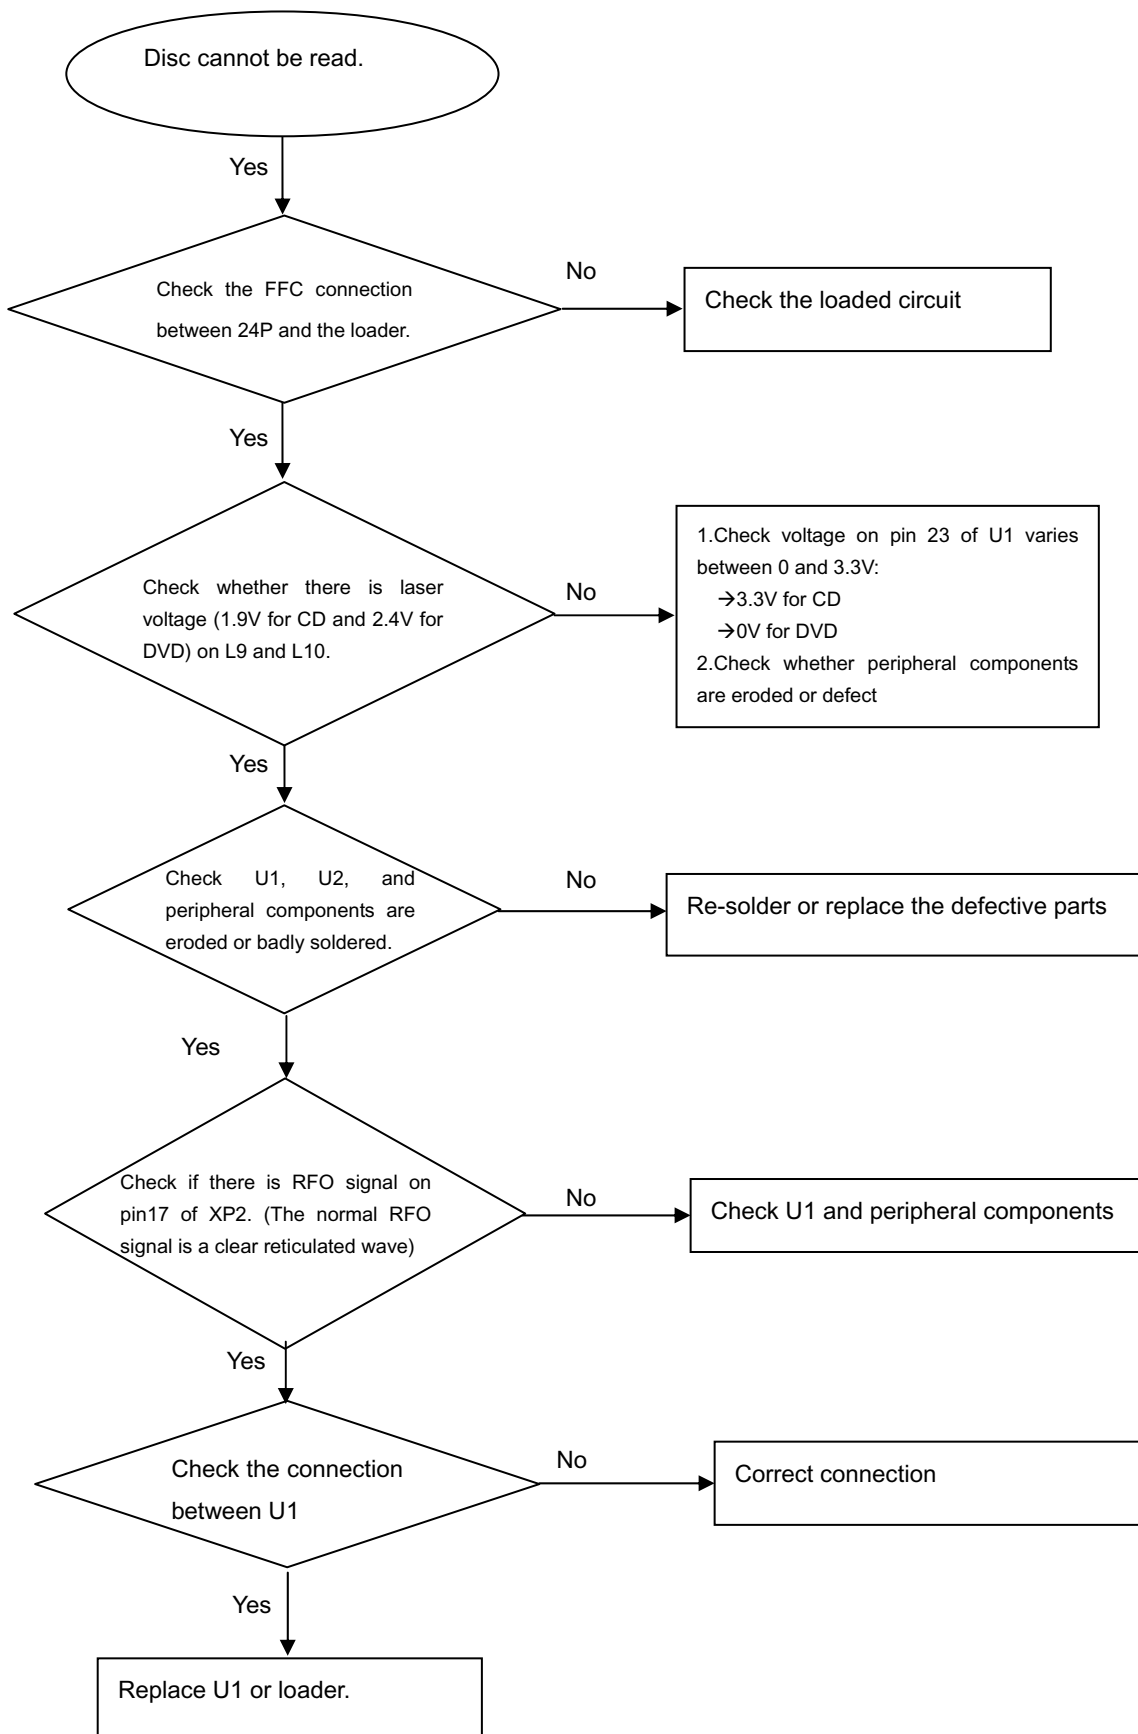 Disc cannot be read.
Yes
Check the FFC connection
between 24P and the loader.
No
Check the loaded circuit
Yes
Check whether there is laser
voltage (1.9V for CD and 2.4V for
DVD) on L9 and L10.
No
1.Check voltage on pin 23 of U1 varies
between 0 and 3.3V:
→3.3V for CD
→0V for DVD
2.Check whether peripheral components
are eroded or defect
Yes
Check U1, U2, and
peripheral components are
eroded or badly soldered.
No
Re-solder or replace the defective parts
Yes
Check if there is RFO signal on
pin17 of XP2. (The normal RFO
signal is a clear reticulated wave)
No
Check U1 and peripheral components
Yes
Check the connection
between U1
No
Correct connection
Yes
Replace U1 or loader.